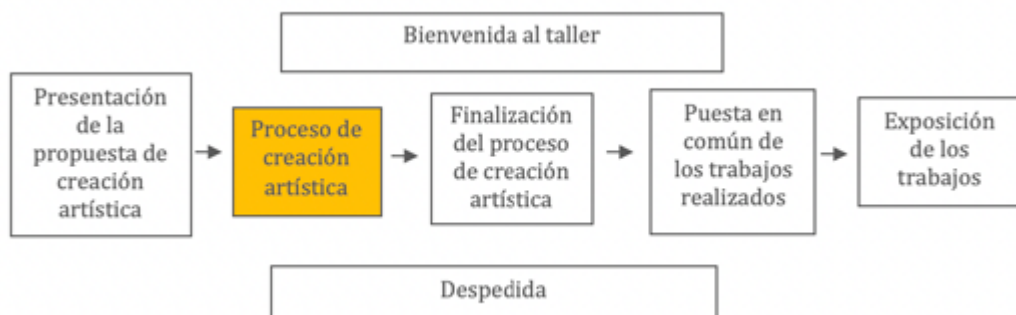 Bienvenida al taller
Presentación
de la
propuesta de
creación
artística
Proceso de
creación
artística
Finalización
del proceso
de creación
artística
Puesta en
común de
los trabajos
realizados
Exposición
de los
trabajos
Despedida